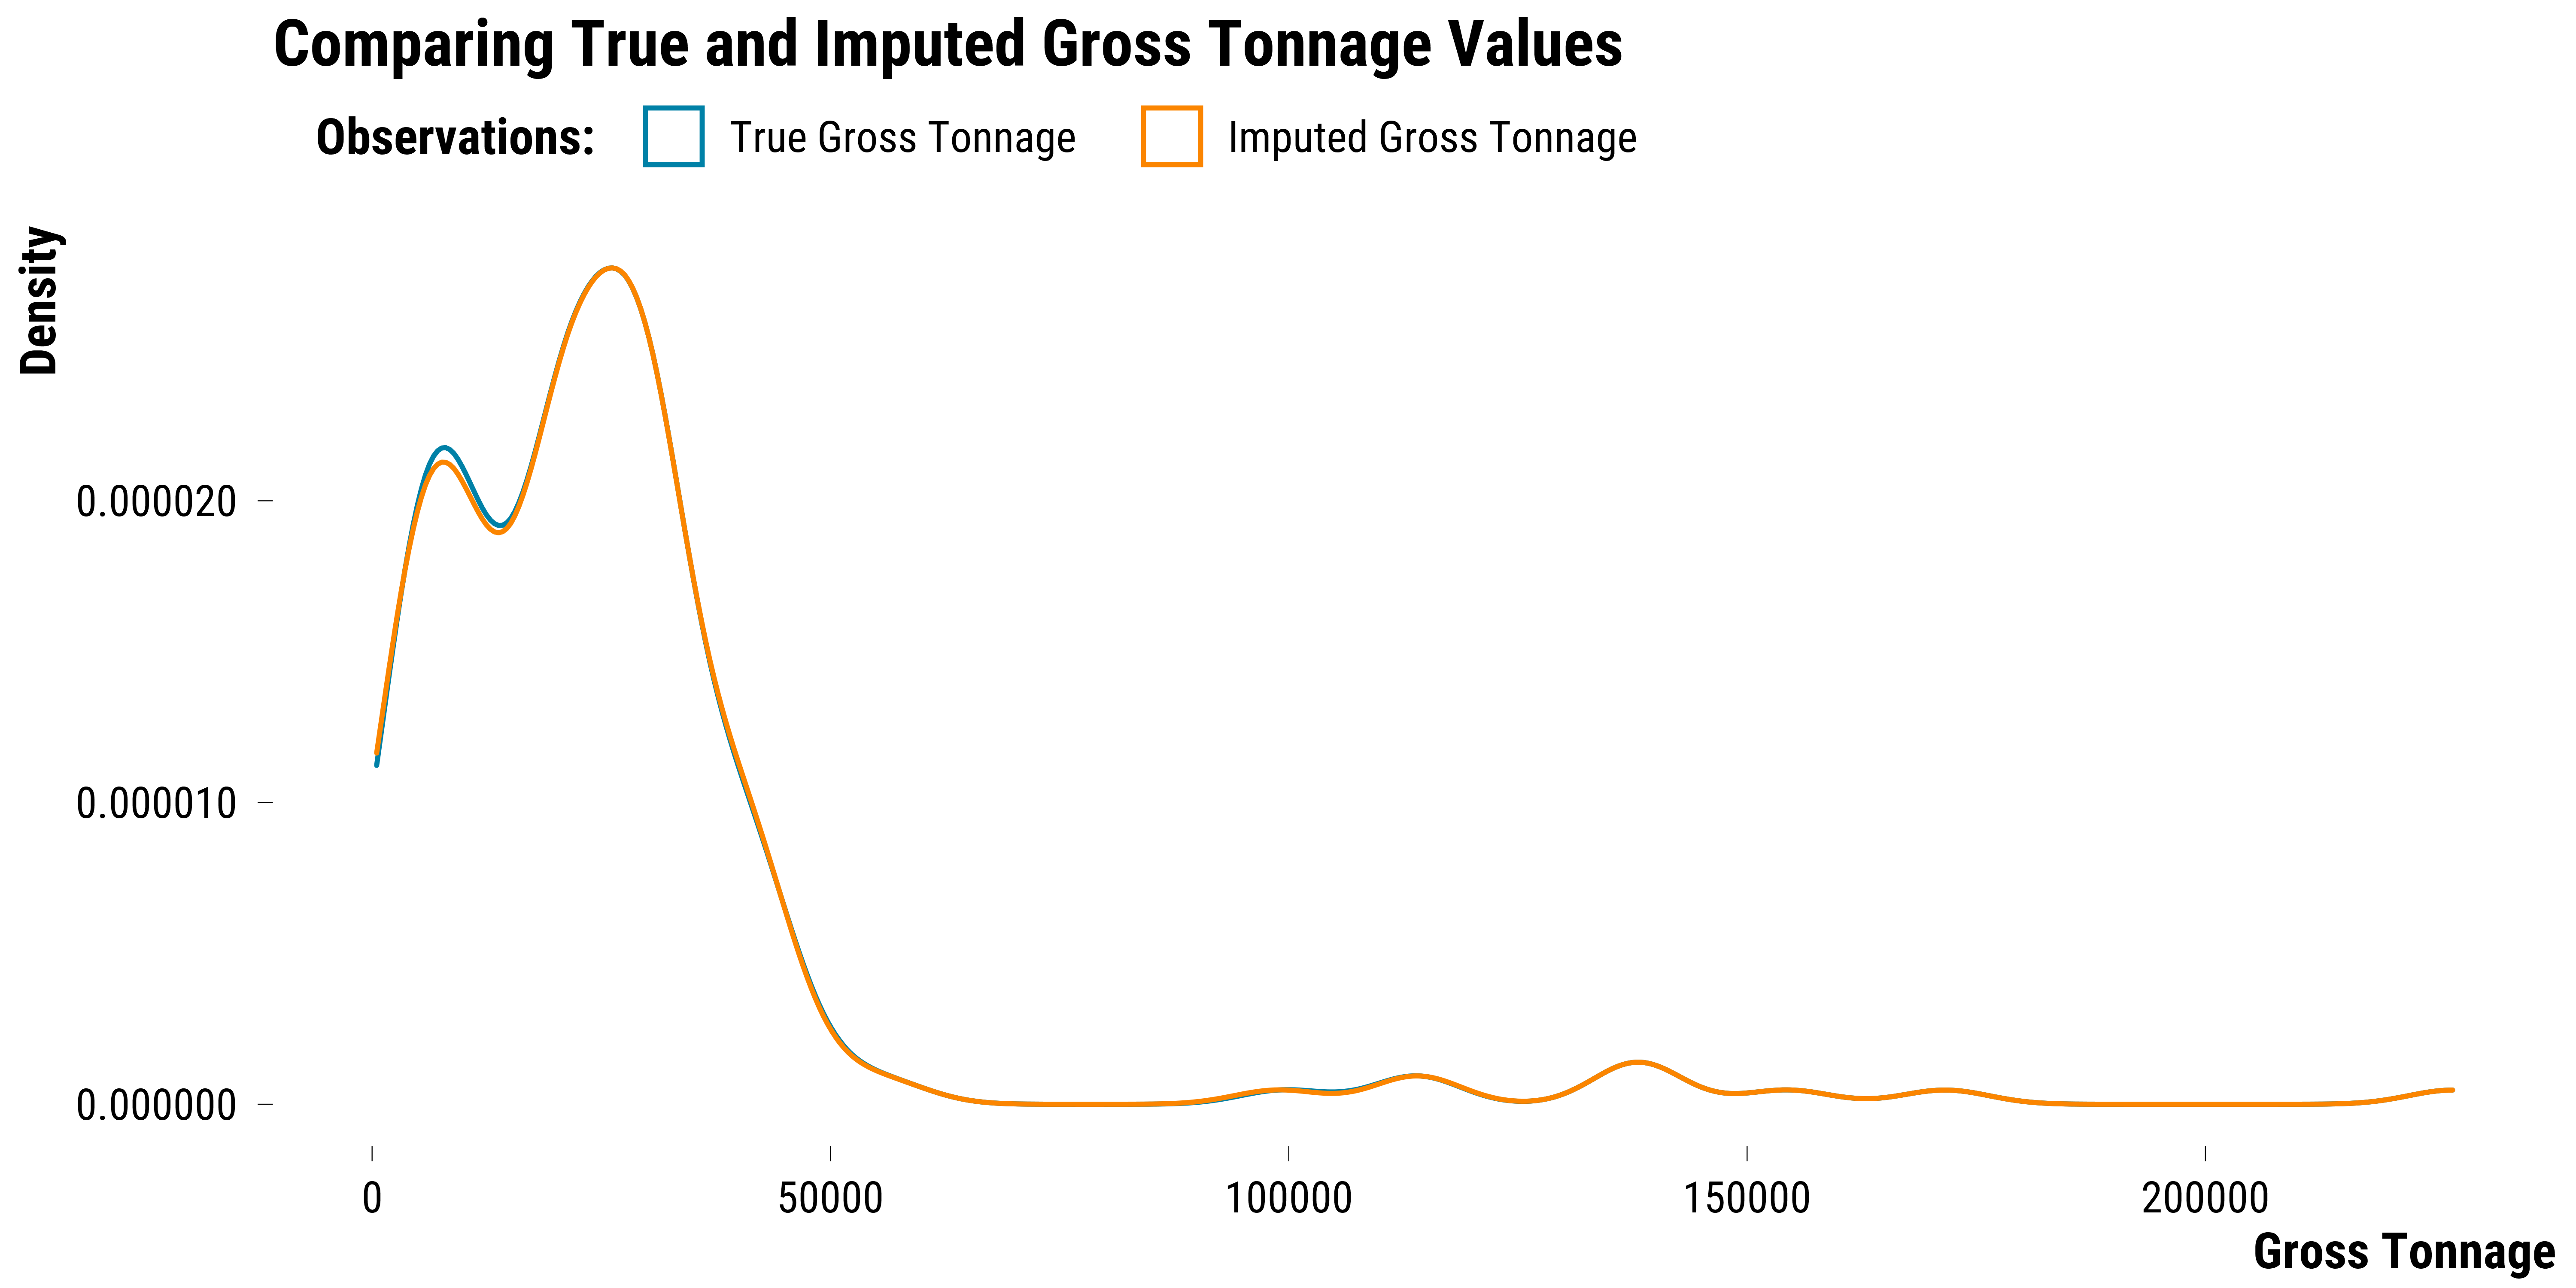 Comparing True and Imputed Gross Tonnage Values
Observations: True Gross Tonnage Imputed Gross Tonnage
Density
0.000020
0.000010
0.000000
0 50000 100000 150000 200000
Gross Tonnage